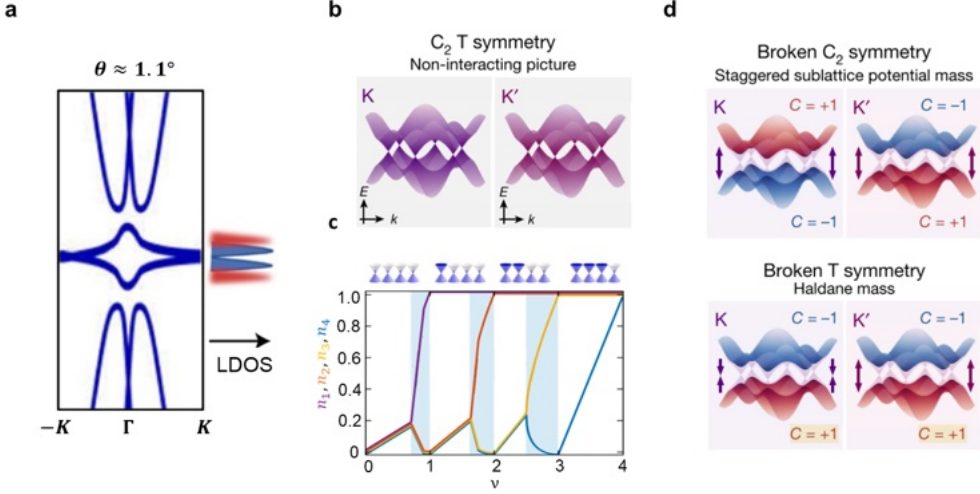 a
θ ≈ 1.1°
-K Γ K
LDOS
b
C₂ T symmetry
Non-interacting picture
K K′
E E
k k
c
n₁, n₂, n₃, n₄
1.0
0.8
0.6
0.4
0.2
0
0 1 2 3 4
ν
d
Broken C₂ symmetry
Staggered sublattice potential mass
K C = +1 K′ C = −1
C = −1 C = +1
Broken T symmetry
Haldane mass
K C = −1 K′ C = −1
C = +1 C = +1